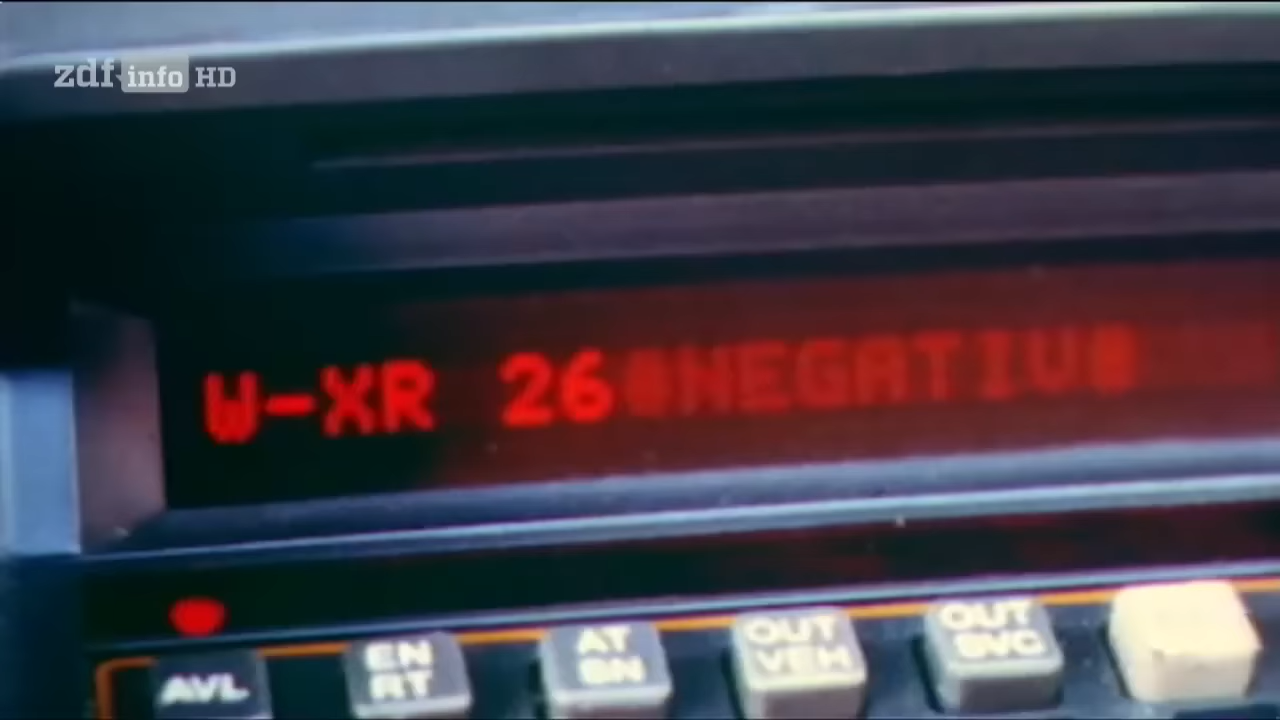 zdf info HD
W-XR 26@NEGATIV@
AVL
EN
RT
AT
SN
OUT
VEH
OUT
SVC